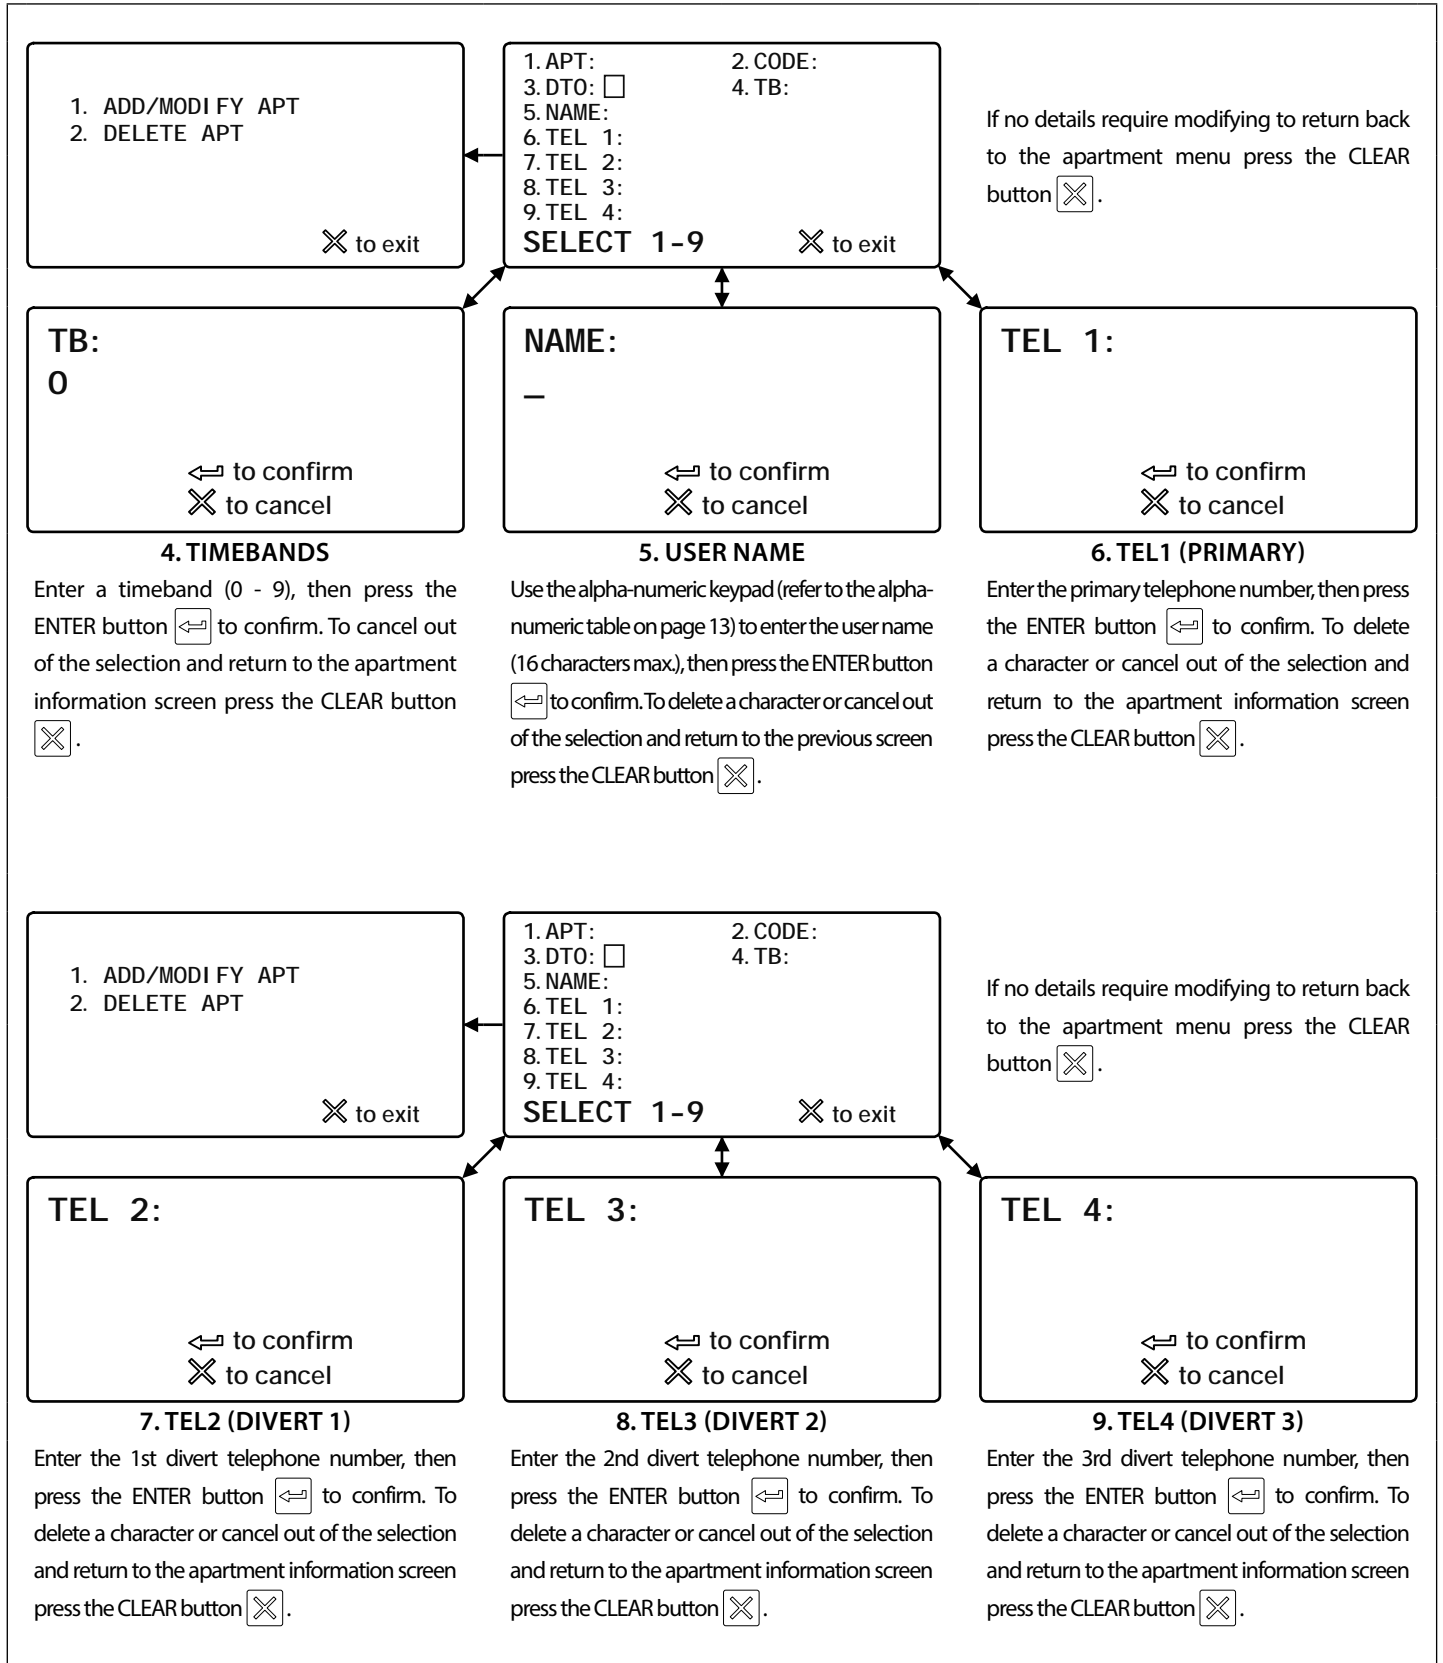 1. ADD/MODIFY APT
2. DELETE APT
to exit
1. APT: 2. CODE:
3. DTO: 4. TB:
5. NAME:
6. TEL 1:
7. TEL 2:
8. TEL 3:
9. TEL 4:
SELECT 1-9 to exit
If no details require modifying to return back
to the apartment menu press the CLEAR
button .
TB:
0
to confirm
to cancel
4. TIMEBANDS
Enter a timeband (0 - 9), then press the
ENTER button to confirm. To cancel out
of the selection and return to the apartment
information screen press the CLEAR button
.
NAME:
_
to confirm
to cancel
5. USER NAME
Use the alpha-numeric keypad (refer to the alpha-
numeric table on page 13) to enter the user name
(16 characters max.), then press the ENTER button
to confirm. To delete a character or cancel out
of the selection and return to the previous screen
press the CLEAR button .
TEL 1:
to confirm
to cancel
6. TEL1 (PRIMARY)
Enter the primary telephone number, then press
the ENTER button to confirm. To delete
a character or cancel out of the selection and
return to the apartment information screen
press the CLEAR button .
1. ADD/MODIFY APT
2. DELETE APT
to exit
1. APT: 2. CODE:
3. DTO: 4. TB:
5. NAME:
6. TEL 1:
7. TEL 2:
8. TEL 3:
9. TEL 4:
SELECT 1-9 to exit
If no details require modifying to return back
to the apartment menu press the CLEAR
button .
TEL 2:
to confirm
to cancel
7. TEL2 (DIVERT 1)
Enter the 1st divert telephone number, then
press the ENTER button to confirm. To
delete a character or cancel out of the selection
and return to the apartment information screen
press the CLEAR button .
TEL 3:
to confirm
to cancel
8. TEL3 (DIVERT 2)
Enter the 2nd divert telephone number, then
press the ENTER button to confirm. To
delete a character or cancel out of the selection
and return to the apartment information screen
press the CLEAR button .
TEL 4:
to confirm
to cancel
9. TEL4 (DIVERT 3)
Enter the 3rd divert telephone number, then
press the ENTER button to confirm. To
delete a character or cancel out of the selection
and return to the apartment information screen
press the CLEAR button .